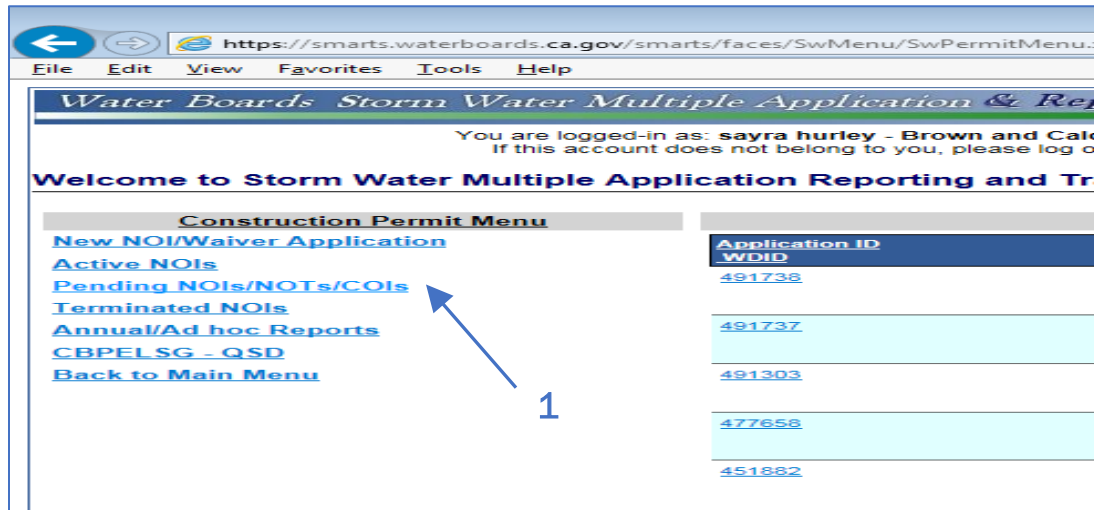 https://smarts.waterboards.ca.gov/smarts/faces/SwMenu/SwPermitMenu.
File Edit View Favorites Tools Help
Water Boards Storm Water Multiple Application & Rep
You are logged-in as: sayra hurley - Brown and Cald
If this account does not belong to you, please log o
Welcome to Storm Water Multiple Application Reporting and Tr
Construction Permit Menu
New NOI/Waiver Application
Active NOIs
Pending NOIs/NOTs/COIs
Terminated NOIs
Annual/Ad hoc Reports
CBPELSG - QSD
Back to Main Menu
1
Application ID
WDID
491738
491737
491303
477658
451882